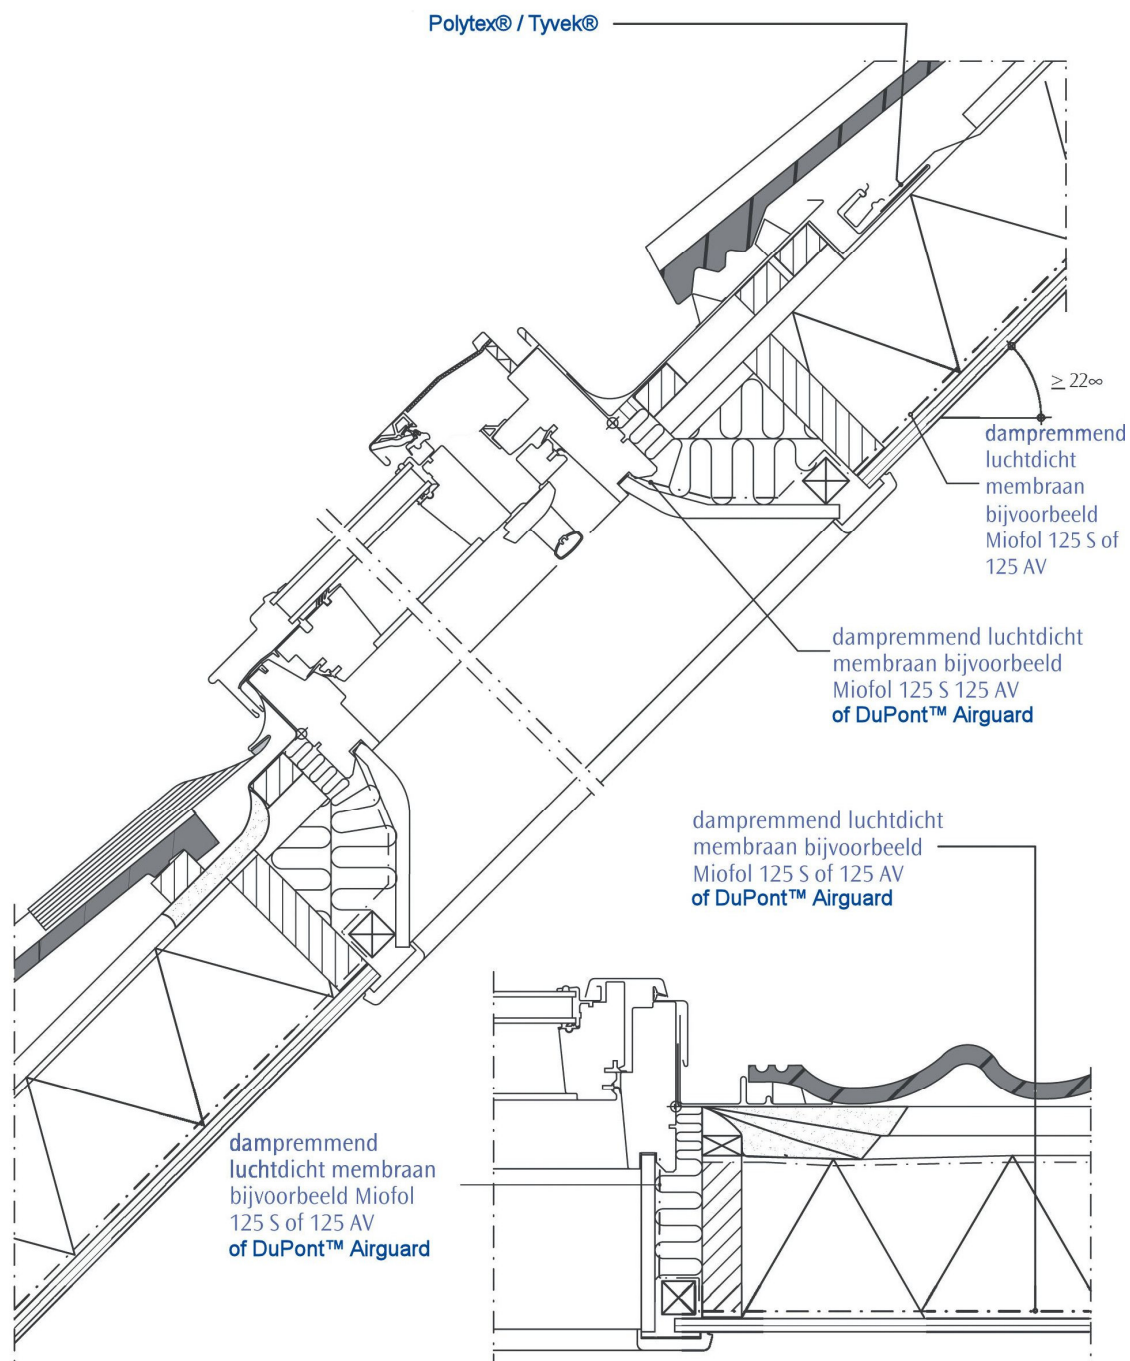 Polytex® / Tyvek®
≥ 22∞
dampremmend
luchtdicht
membraan
bijvoorbeeld
Miofol 125 S of
125 AV
dampremmend luchtdicht
membraan bijvoorbeeld
Miofol 125 S 125 AV
of DuPont™ Airguard
dampremmend luchtdicht
membraan bijvoorbeeld
Miofol 125 S of 125 AV
of DuPont™ Airguard
dampremmend
luchtdicht membraan
bijvoorbeeld Miofol
125 S of 125 AV
of DuPont™ Airguard